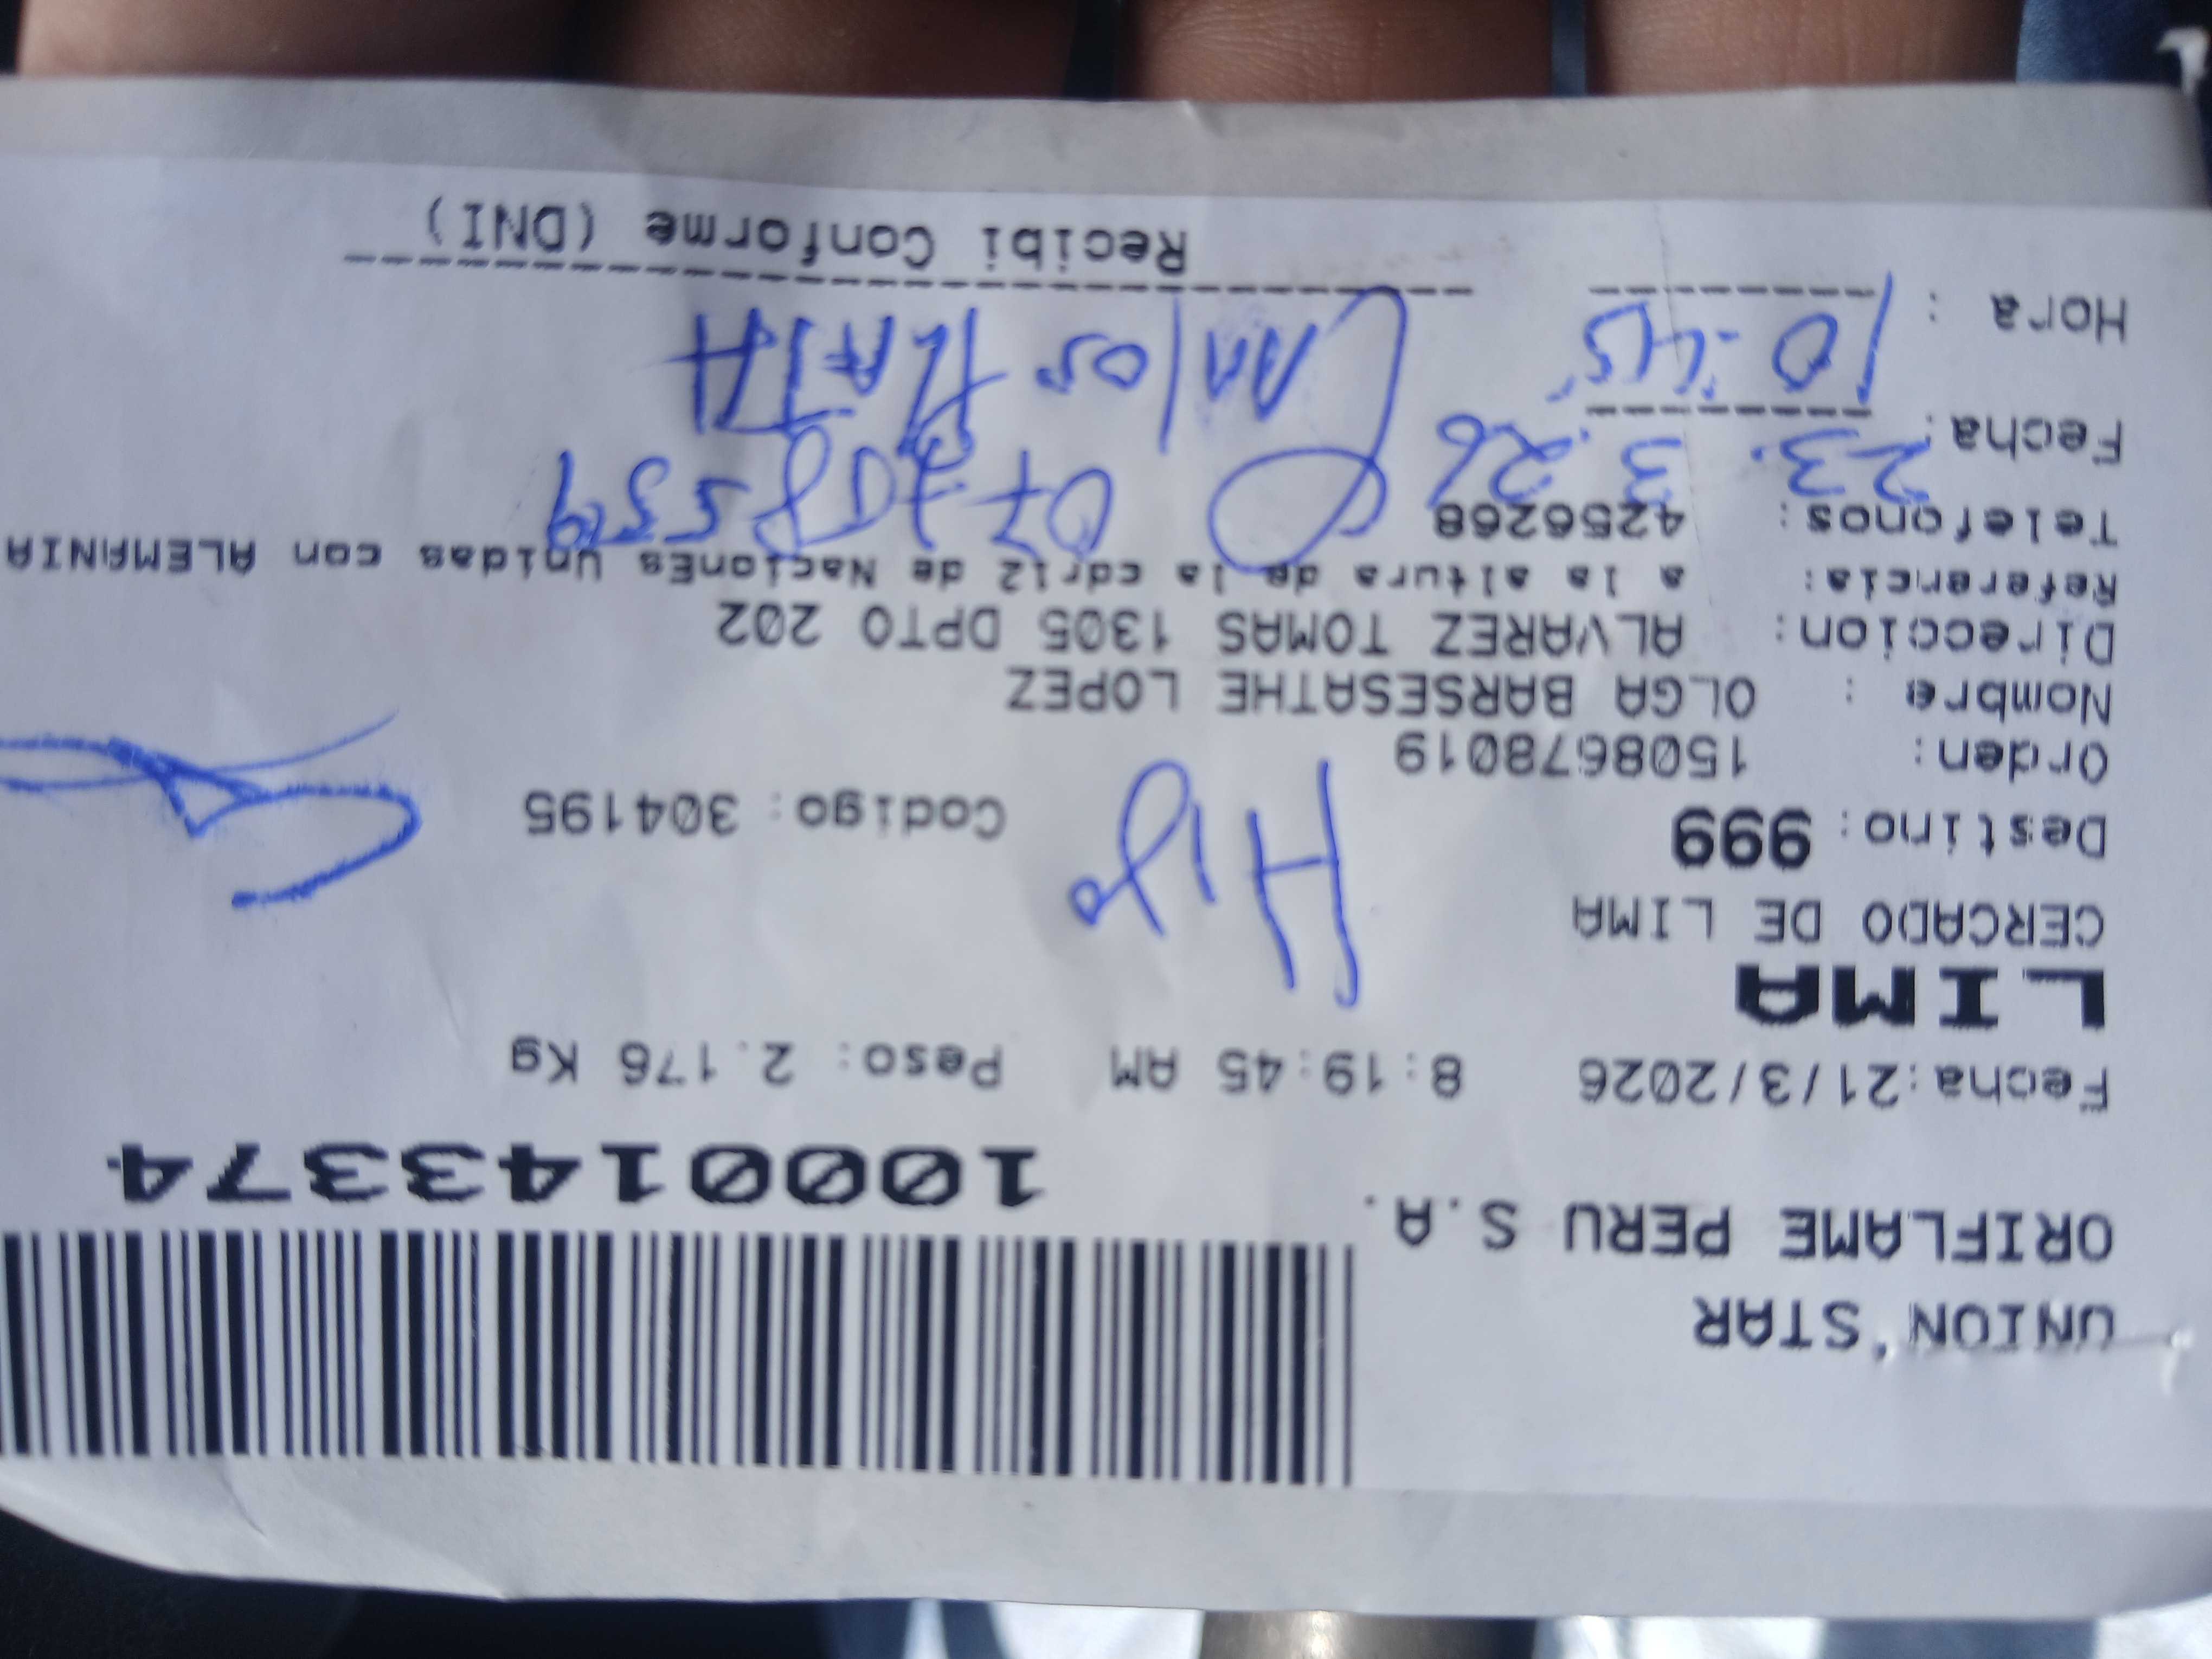 UNION STAR
ORIFLAME PERU S.A.
1000143374
Fecha:21/3/2026 8:19:45 AM Peso: 2.176 Kg
LIMA
CERCADO DE LIMA
Destino: 999 Codigo: 304195
Hijo
Orden: 1508678019
Nombre : OLGA BARSESATHE LOPEZ
Direccion: ALVAREZ TOMAS 1305 DPTO 202
Referencia: a la altura de la cdr12 de NacionEs Unidas con ALEMANIA
Telefonos: 4256268
Fecha: 23. 3. 26
Hora : 10-45
Recibi Conforme (DNI)